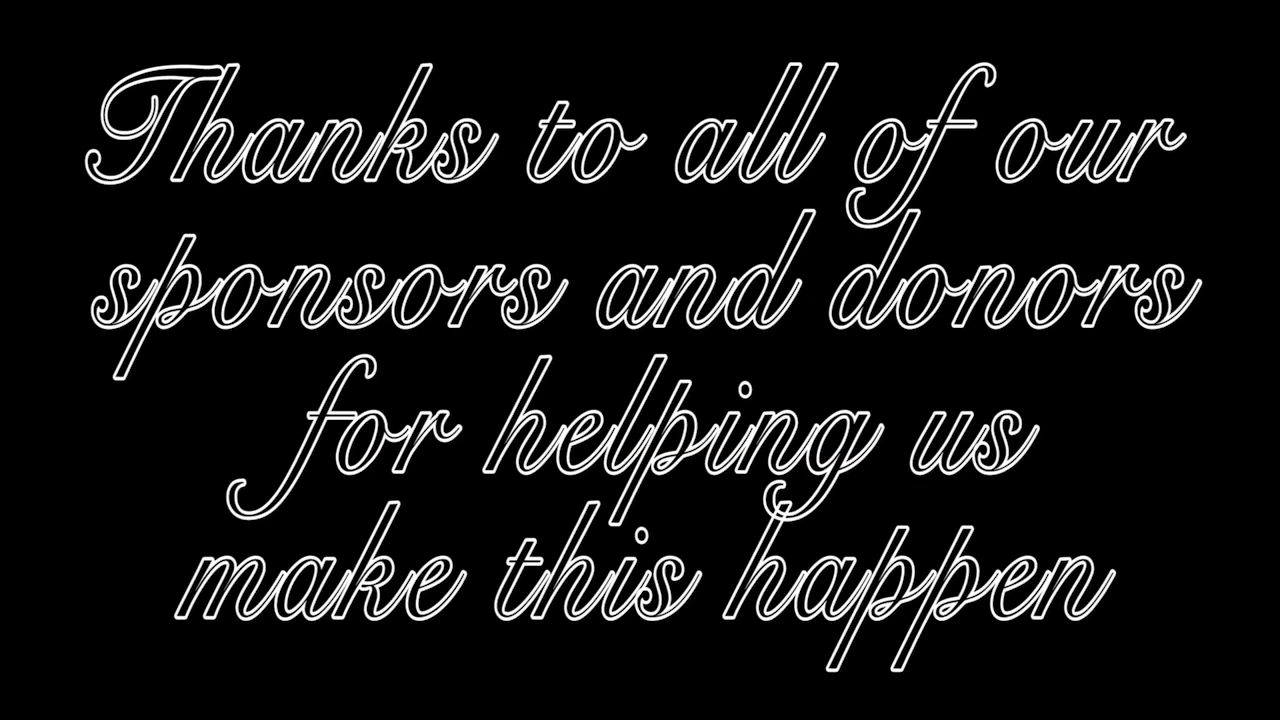 Thanks to all of our
sponsors and donors
for helping us
make this happen